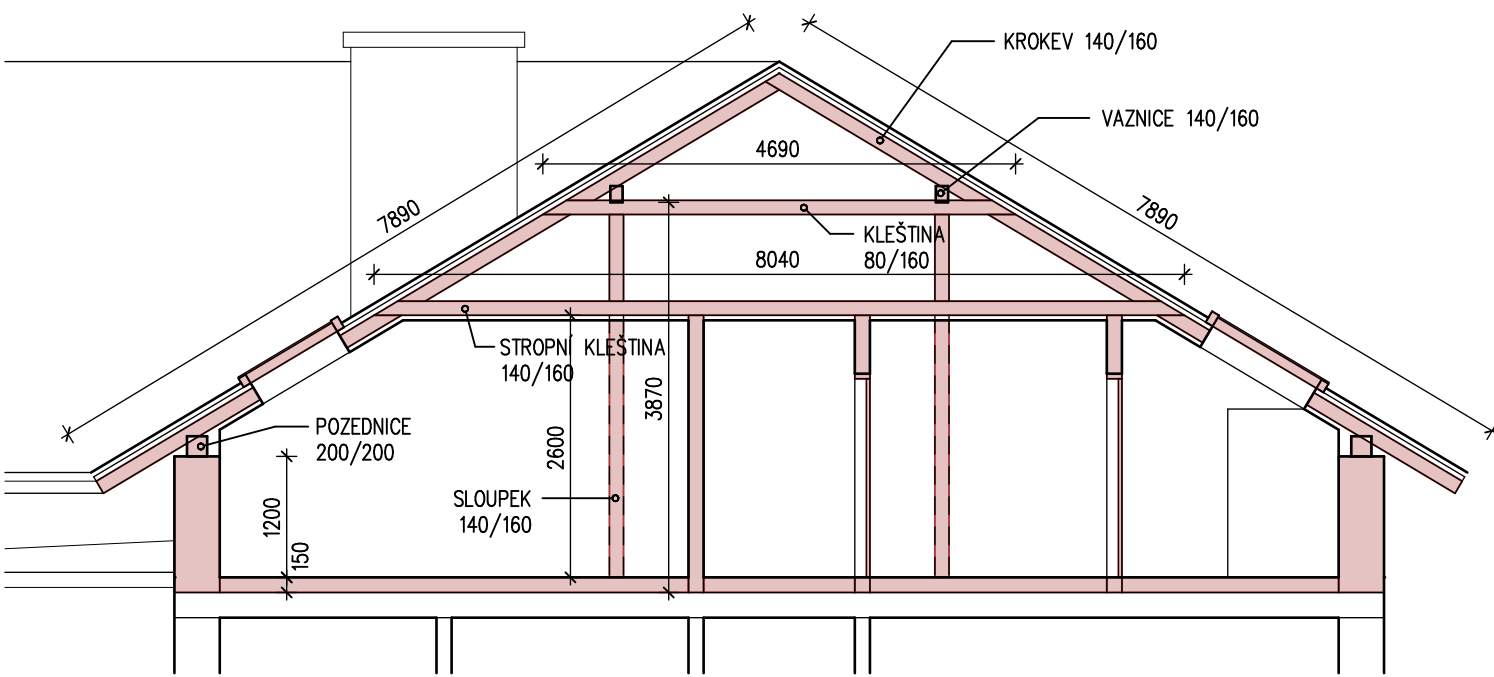 KROKEV 140/160
VAZNICE 140/160
4690
7890
7890
KLEŠTINA
80/160
8040
STROPNÍ KLEŠTINA
140/160
3870
POZEDNICE
200/200
2600
SLOUPEK
140/160
1200
150